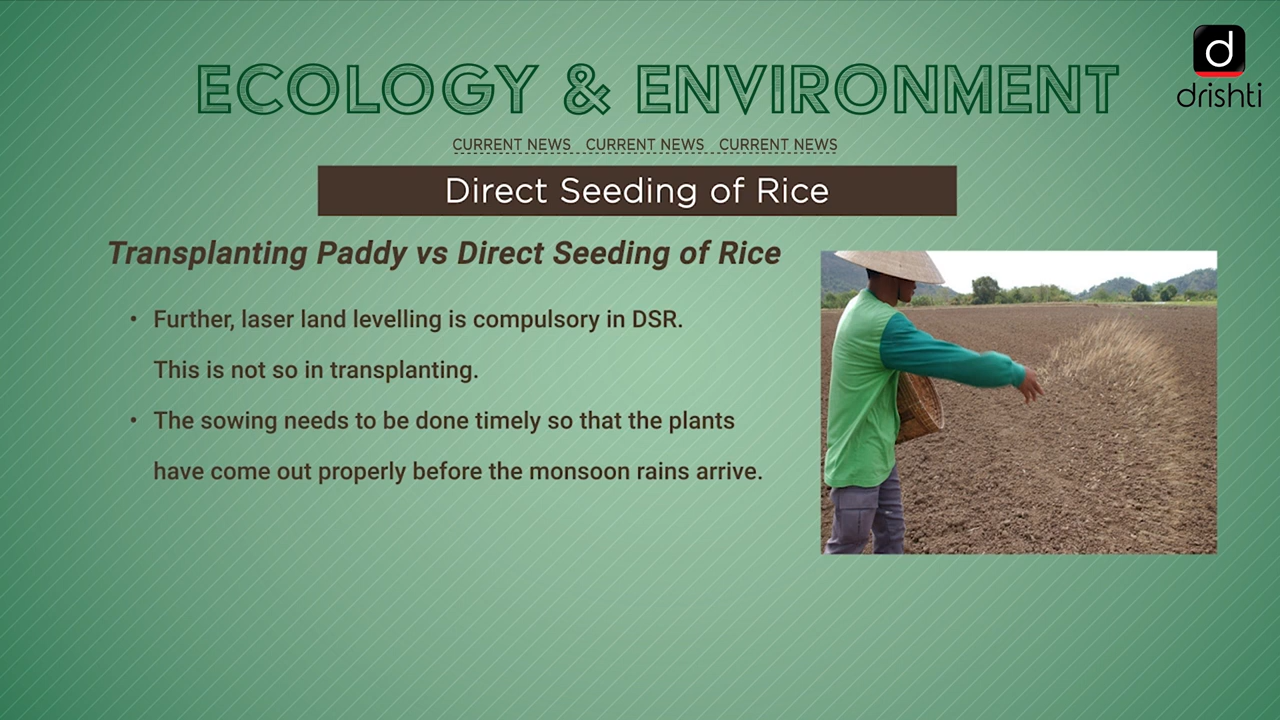 ECOLOGY & ENVIRONMENT
d
drishti
CURRENT NEWS CURRENT NEWS CURRENT NEWS
Direct Seeding of Rice
Transplanting Paddy vs Direct Seeding of Rice
• Further, laser land levelling is compulsory in DSR.
This is not so in transplanting.
• The sowing needs to be done timely so that the plants
have come out properly before the monsoon rains arrive.